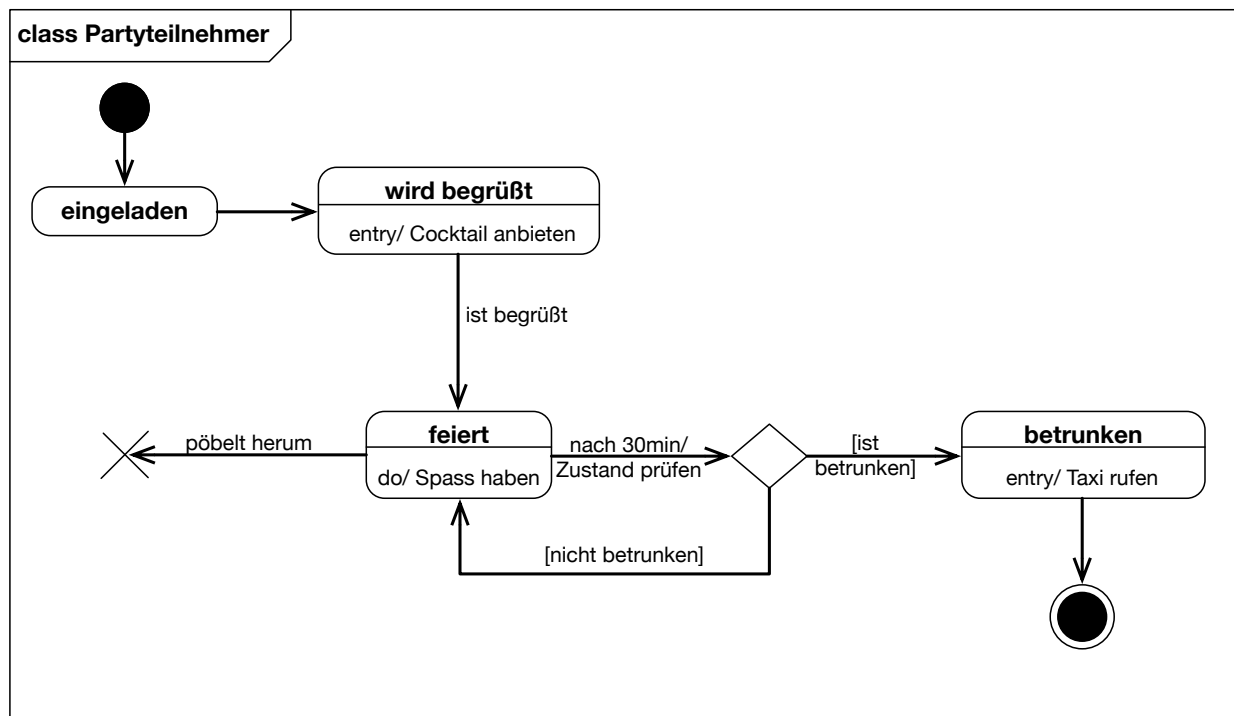 class Partyteilnehmer
eingeladen
wird begrüßt
entry/ Cocktail anbieten
ist begrüßt
pöbelt herum
feiert
do/ Spass haben
nach 30min/
Zustand prüfen
[ist
betrunken]
betrunken
entry/ Taxi rufen
[nicht betrunken]